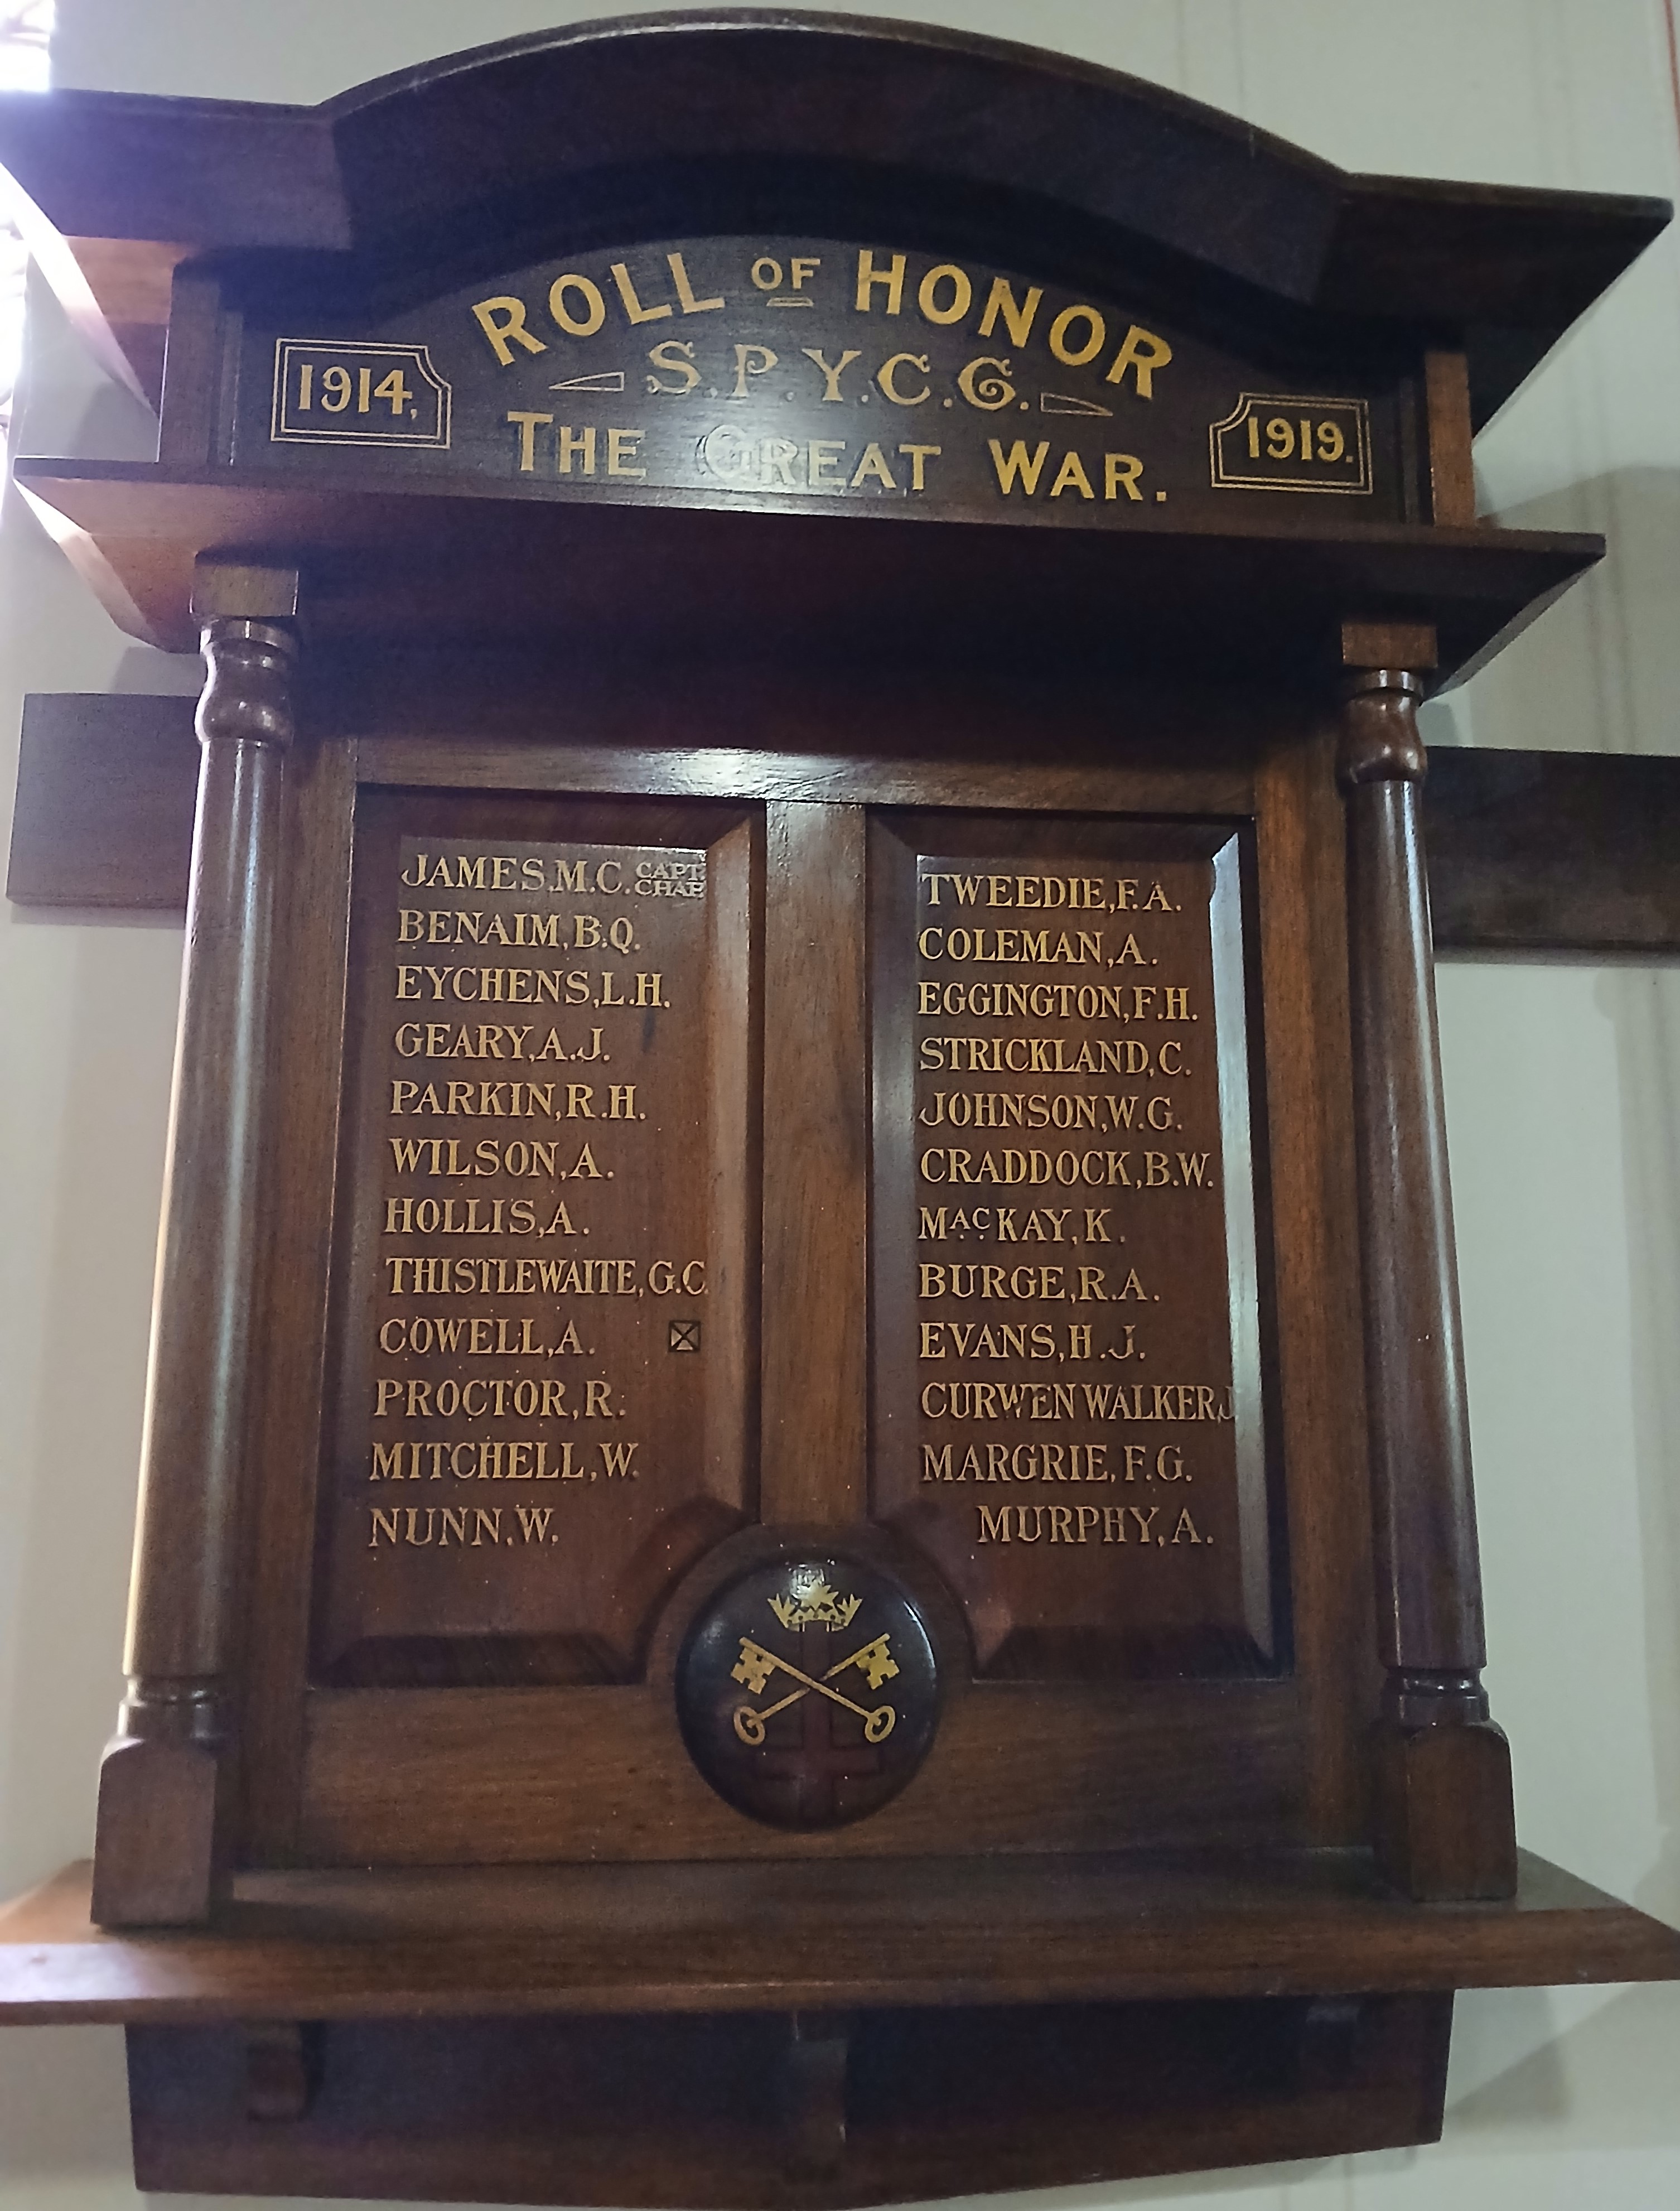 ROLL OF HONOR
S.P.Y.C.G.
THE GREAT WAR.
1914,
1919.
JAMES, M.C. CAPT. CHAP
BENAIM, B.Q.
EYCHENS, L.H.
GEARY, A.J.
PARKIN, R.H.
WILSON, A.
HOLLIS, A.
THISTLEWAITE, G.C.
COWELL, A.
PROCTOR, R.
MITCHELL, W.
NUNN, W.
TWEEDIE, F.A.
COLEMAN, A.
EGGINGTON, F.H.
STRICKLAND, C.
JOHNSON, W.G.
CRADDOCK, B.W.
MACKAY, K.
BURGE, R.A.
EVANS, H.J.
CURWEN WALKER, J
MARGRIE, F.G.
MURPHY, A.